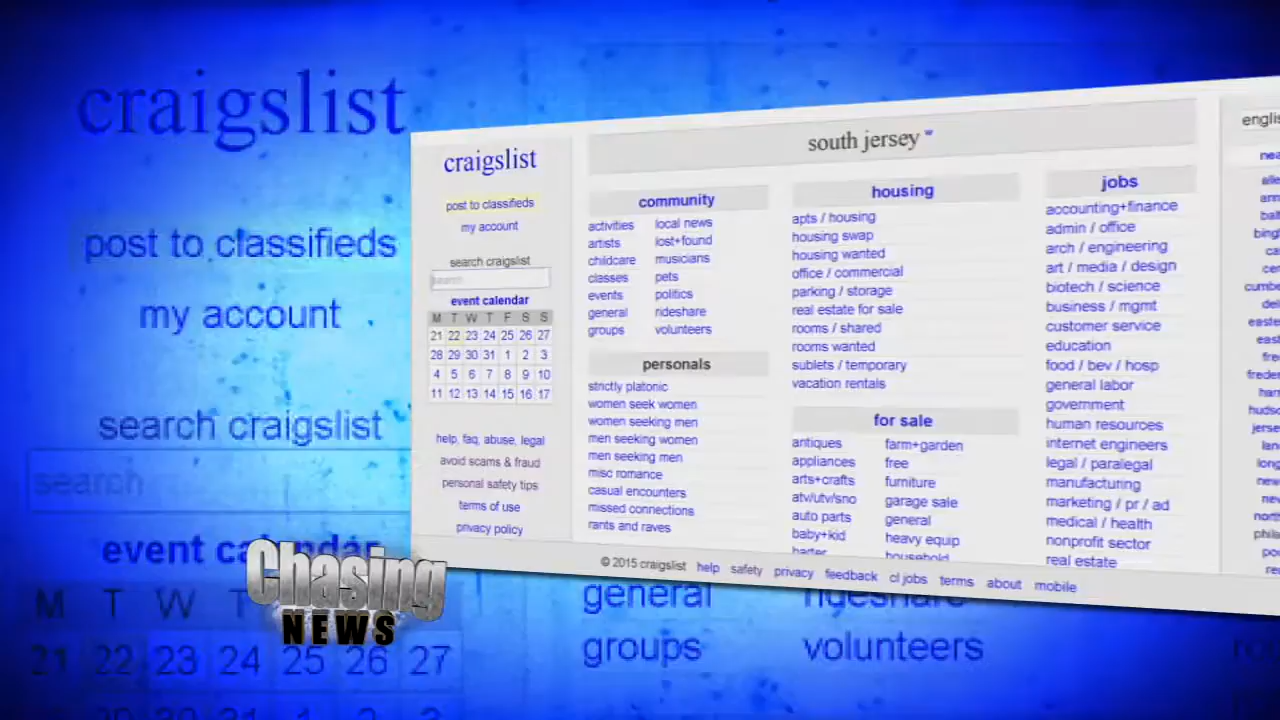 craigslist
post to classifieds
my account
search craigslist
search
event calendar
M T W T
21 22 23 24 25 26 27
29 30 31 1 2 3
general rideshare
groups volunteers
Chasing
NEWS
craigslist
post to classifieds
my account
search craigslist
search
event calendar
M T W T F S S
21 22 23 24 25 26 27
28 29 30 31 1 2 3
4 5 6 7 8 9 10
11 12 13 14 15 16 17
help, faq, abuse, legal
avoid scams & fraud
personal safety tips
terms of use
privacy policy
south jersey
community
activities local news
artists lost+found
childcare musicians
classes pets
events politics
general rideshare
groups volunteers
personals
strictly platonic
women seek women
women seeking men
men seeking women
men seeking men
misc romance
casual encounters
missed connections
rants and raves
housing
apts / housing
housing swap
housing wanted
office / commercial
parking / storage
real estate for sale
rooms / shared
rooms wanted
sublets / temporary
vacation rentals
for sale
antiques farm+garden
appliances free
arts+crafts furniture
atv/utv/sno garage sale
auto parts general
baby+kid heavy equip
barter household
jobs
accounting+finance
admin / office
arch / engineering
art / media / design
biotech / science
business / mgmt
customer service
education
food / bev / hosp
general labor
government
human resources
internet engineers
legal / paralegal
manufacturing
marketing / pr / ad
medical / health
nonprofit sector
real estate
© 2015 craigslist help safety privacy feedback cl jobs terms about mobile